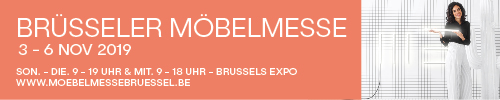 BRÜSSELER MÖBELMESSE
3 – 6 NOV 2019
SON. – DIE. 9 – 19 UHR & MIT. 9 – 18 UHR – BRUSSELS EXPO
WWW.MOEBELMESSEBRUESSEL.BE